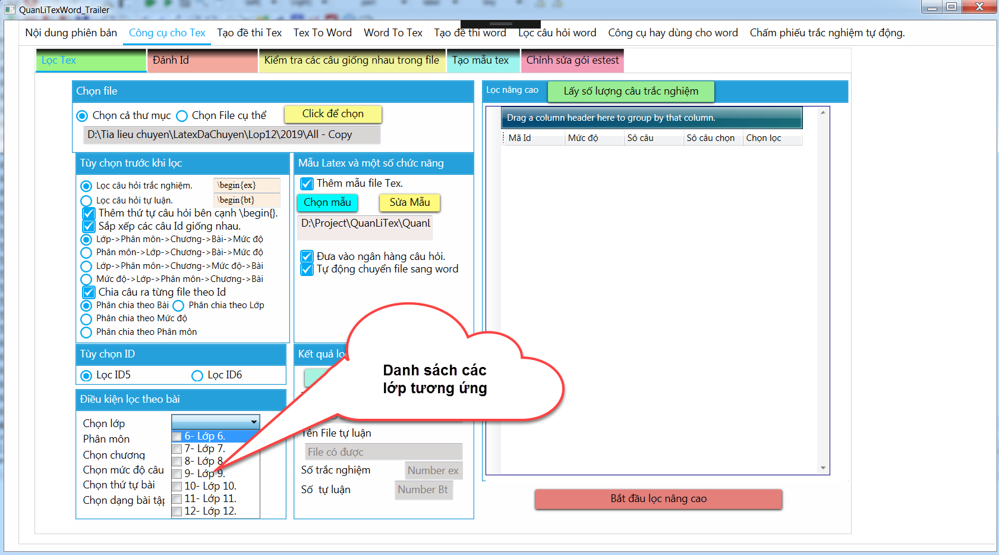 QuanLiTexWord_Trailer
Nội dung phiên bản Công cụ cho Tex Tạo đề thi Tex Tex To Word Word To Tex Tạo đề thi word Lọc câu hỏi word Công cụ hay dùng cho word Chấm phiếu trắc nghiệm tự động.
Lọc Tex Đánh Id Kiểm tra các câu giống nhau trong file Tạo mẫu tex Chỉnh sửa gói estest
Chọn file
Chọn cả thư mục Chọn File cụ thể Click để chọn
D:\Tia lieu chuyen\LatexDaChuyen\Lop12\2019\All - Copy
Tùy chọn trước khi lọc
Lọc câu hỏi trắc nghiệm. \begin{ex}
Lọc câu hỏi tự luận. \begin{bt}
Thêm thứ tự câu hỏi bên cạnh \begin{}.
Sắp xếp các câu Id giống nhau.
Lớp->Phân môn->Chương->Bài->Mức độ
Phân môn->Lớp->Chương->Bài->Mức độ
Lớp->Phân môn->Chương->Mức độ->Bài
Mức độ->Lớp->Phân môn->Chương->Bài
Chia câu ra từng file theo Id
Phân chia theo Bài Phân chia theo Lớp
Phân chia theo Mức độ
Phân chia theo Phân môn
Tùy chọn ID
Lọc ID5 Lọc ID6
Điều kiện lọc theo bài
Chọn lớp
Phân môn
Chọn chương
Chọn mức độ câu
Chọn thứ tự bài
Chọn dạng bài tập
6- Lớp 6.
7- Lớp 7.
8- Lớp 8
9- Lớp 9.
10- Lớp 10.
11- Lớp 11.
12- Lớp 12.
Mẫu Latex và một số chức năng
Thêm mẫu file Tex.
Chọn mẫu Sửa Mẫu
D:\Project\QuanLiTex\QuanL
Đưa vào ngân hàng câu hỏi.
Tự động chuyển file sang word
Kết quả lọ
Danh sách các
lớp tương ứng
Tên File tự luận
File có được
Số trắc nghiệm Number ex
Số tự luận Number Bt
Lọc nâng cao Lấy số lượng câu trắc nghiệm
Drag a column header here to group by that column.
Mã Id Mức độ Sô câu Sô câu chọn Chọn lọc
Bắt đầu lọc nâng cao